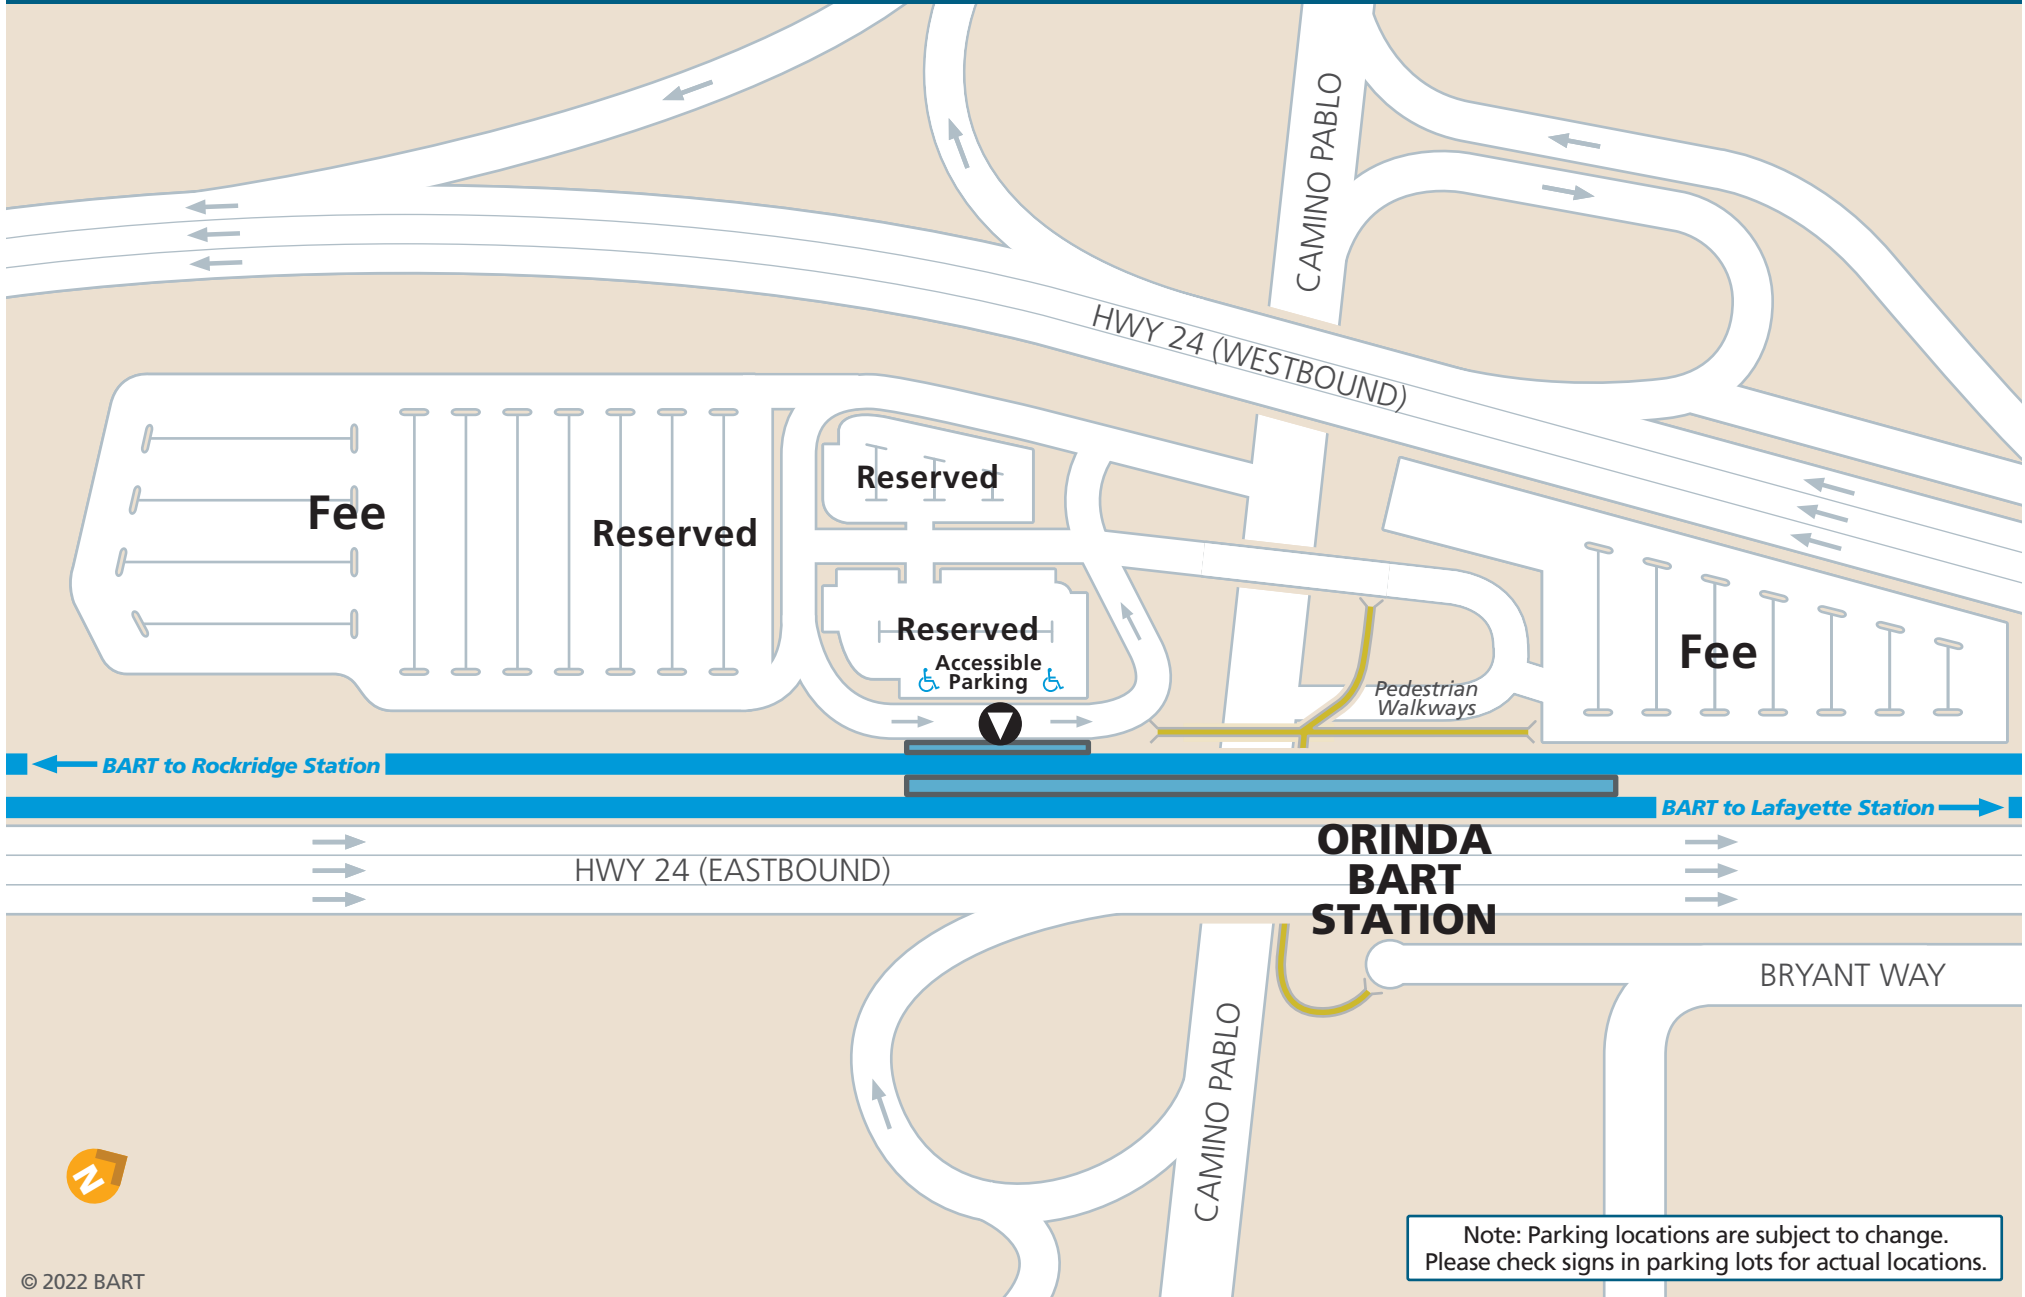 CAMINO PABLO
HWY 24 (WESTBOUND)
Reserved
Fee
Reserved
Reserved
Accessible
Parking
Fee
Pedestrian
Walkways
BART to Rockridge Station
BART to Lafayette Station
ORINDA
BART
STATION
HWY 24 (EASTBOUND)
BRYANT WAY
CAMINO PABLO
N
Note: Parking locations are subject to change.
Please check signs in parking lots for actual locations.
© 2022 BART